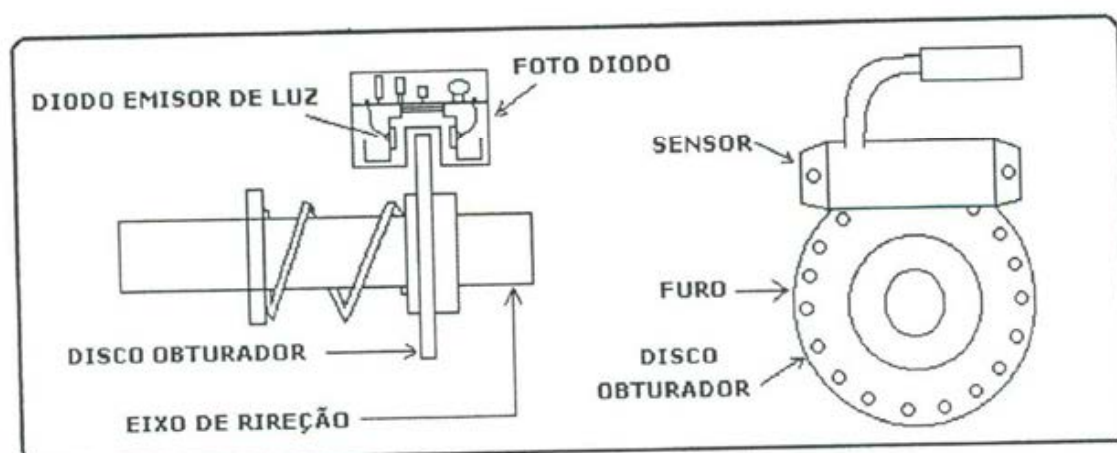 DIODO EMISOR DE LUZ
FOTO DIODO
DISCO OBTURADOR
EIXO DE RIREÇÃO
SENSOR
FURO
DISCO
OBTURADOR